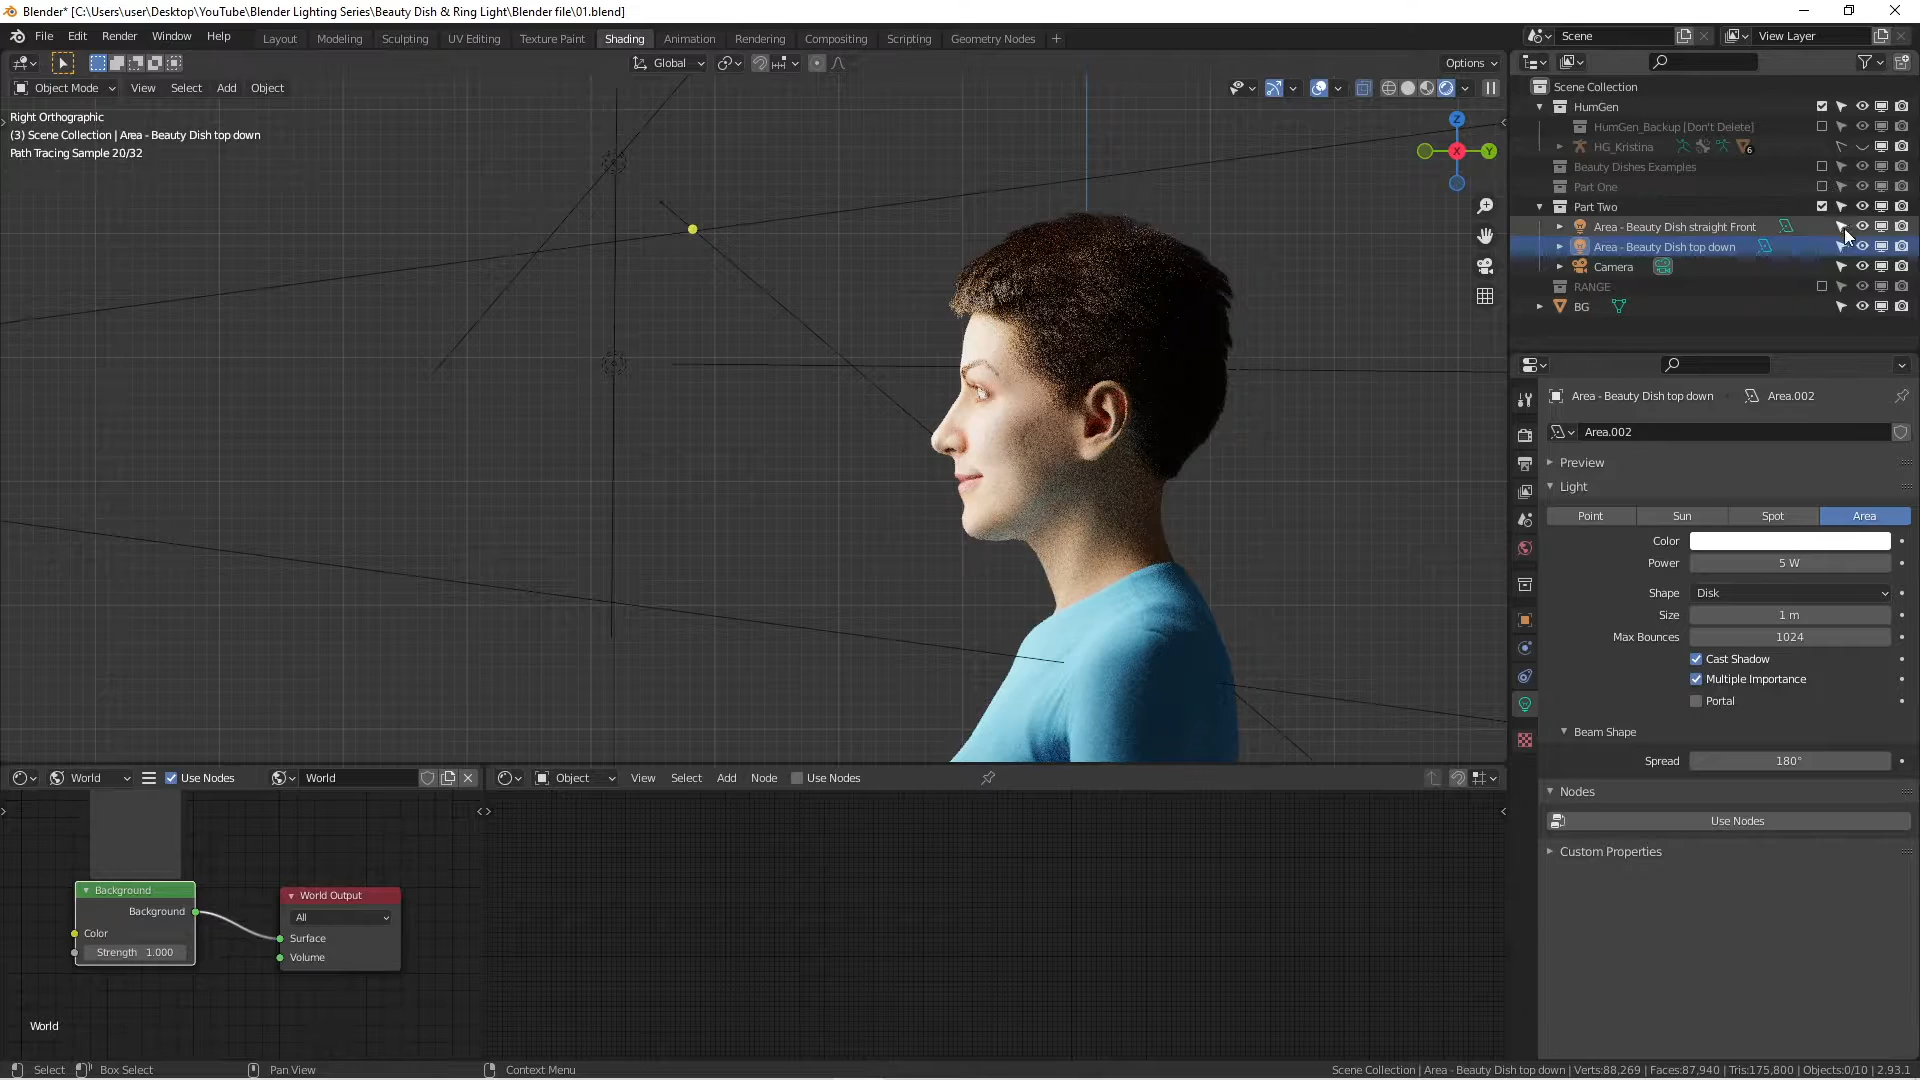 Blender* [C:\Users\user\Desktop\YouTube\Blender Lighting Series\Beauty Dish & Ring Light\Blender file\01.blend]
File Edit Render Window Help Layout Modeling Sculpting UV Editing Texture Paint Shading Animation Rendering Compositing Scripting Geometry Nodes + Scene View Layer
Global Options
Object Mode View Select Add Object
Right Orthographic
(3) Scene Collection | Area - Beauty Dish top down
Path Tracing Sample 20/32
Z
X
Y
Scene Collection
HumGen
HumGen_Backup [Don't Delete]
HG_Kristina 6
Beauty Dishes Examples
Part One
Part Two
Area - Beauty Dish straight Front
Area - Beauty Dish top down
Camera
RANGE
BG
Area - Beauty Dish top down Area.002
Area.002
Preview
Light
Point Sun Spot Area
Color
Power 5 W
Shape Disk
Size 1 m
Max Bounces 1024
Cast Shadow
Multiple Importance
Portal
Beam Shape
Spread 180°
Nodes
Use Nodes
Custom Properties
World Use Nodes World
Object View Select Add Node Use Nodes
Background
Background
Color
Strength 1.000
World Output
All
Surface
Volume
World
Select Box Select Pan View Context Menu
Scene Collection | Area - Beauty Dish top down | Verts:88,269 | Faces:87,940 | Tris:175,800 | Objects:0/10 | 2.93.1